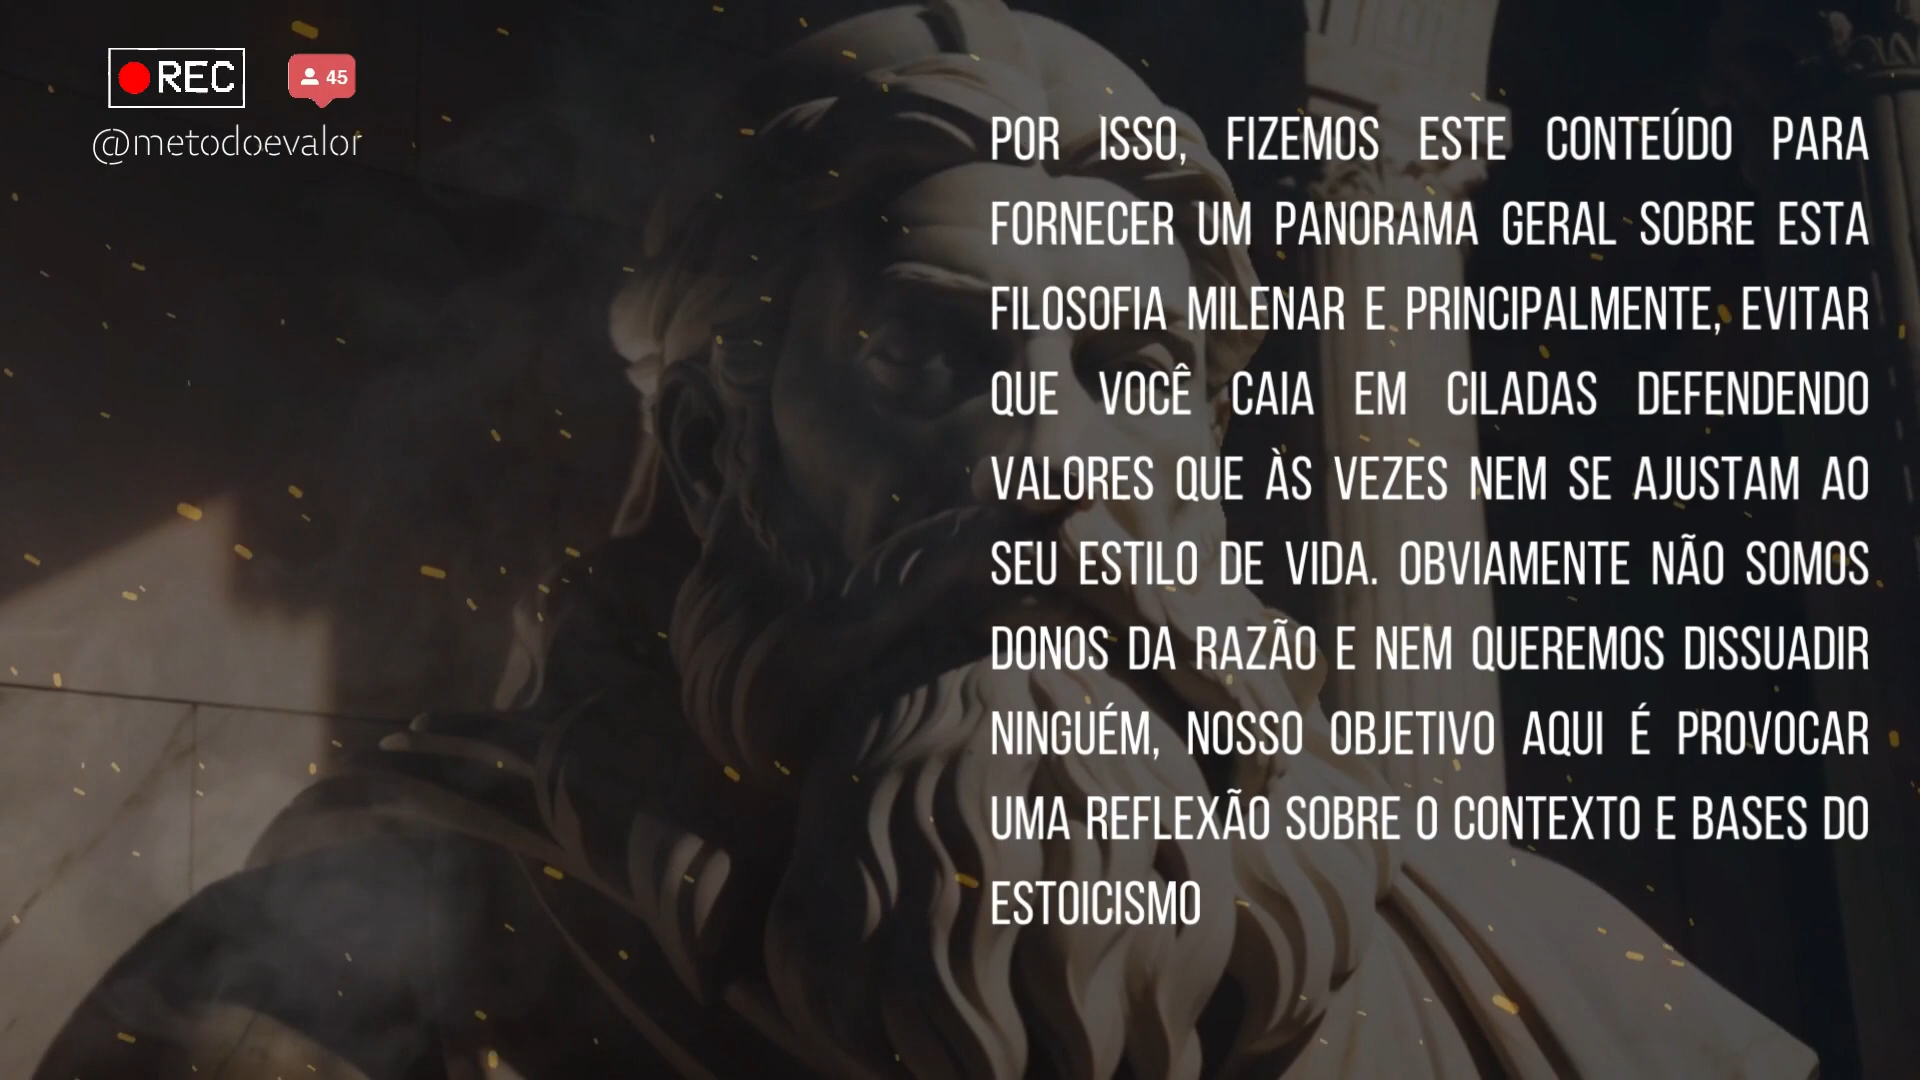 REC
45
@metodoevalor
POR ISSO, FIZEMOS ESTE CONTEÚDO PARA
FORNECER UM PANORAMA GERAL SOBRE ESTA
FILOSOFIA MILENAR E PRINCIPALMENTE, EVITAR
QUE VOCÊ CAIA EM CILADAS DEFENDENDO
VALORES QUE ÀS VEZES NEM SE AJUSTAM AO
SEU ESTILO DE VIDA. OBVIAMENTE NÃO SOMOS
DONOS DA RAZÃO E NEM QUEREMOS DISSUADIR
NINGUÉM, NOSSO OBJETIVO AQUI É PROVOCAR
UMA REFLEXÃO SOBRE O CONTEXTO E BASES DO
ESTOICISMO